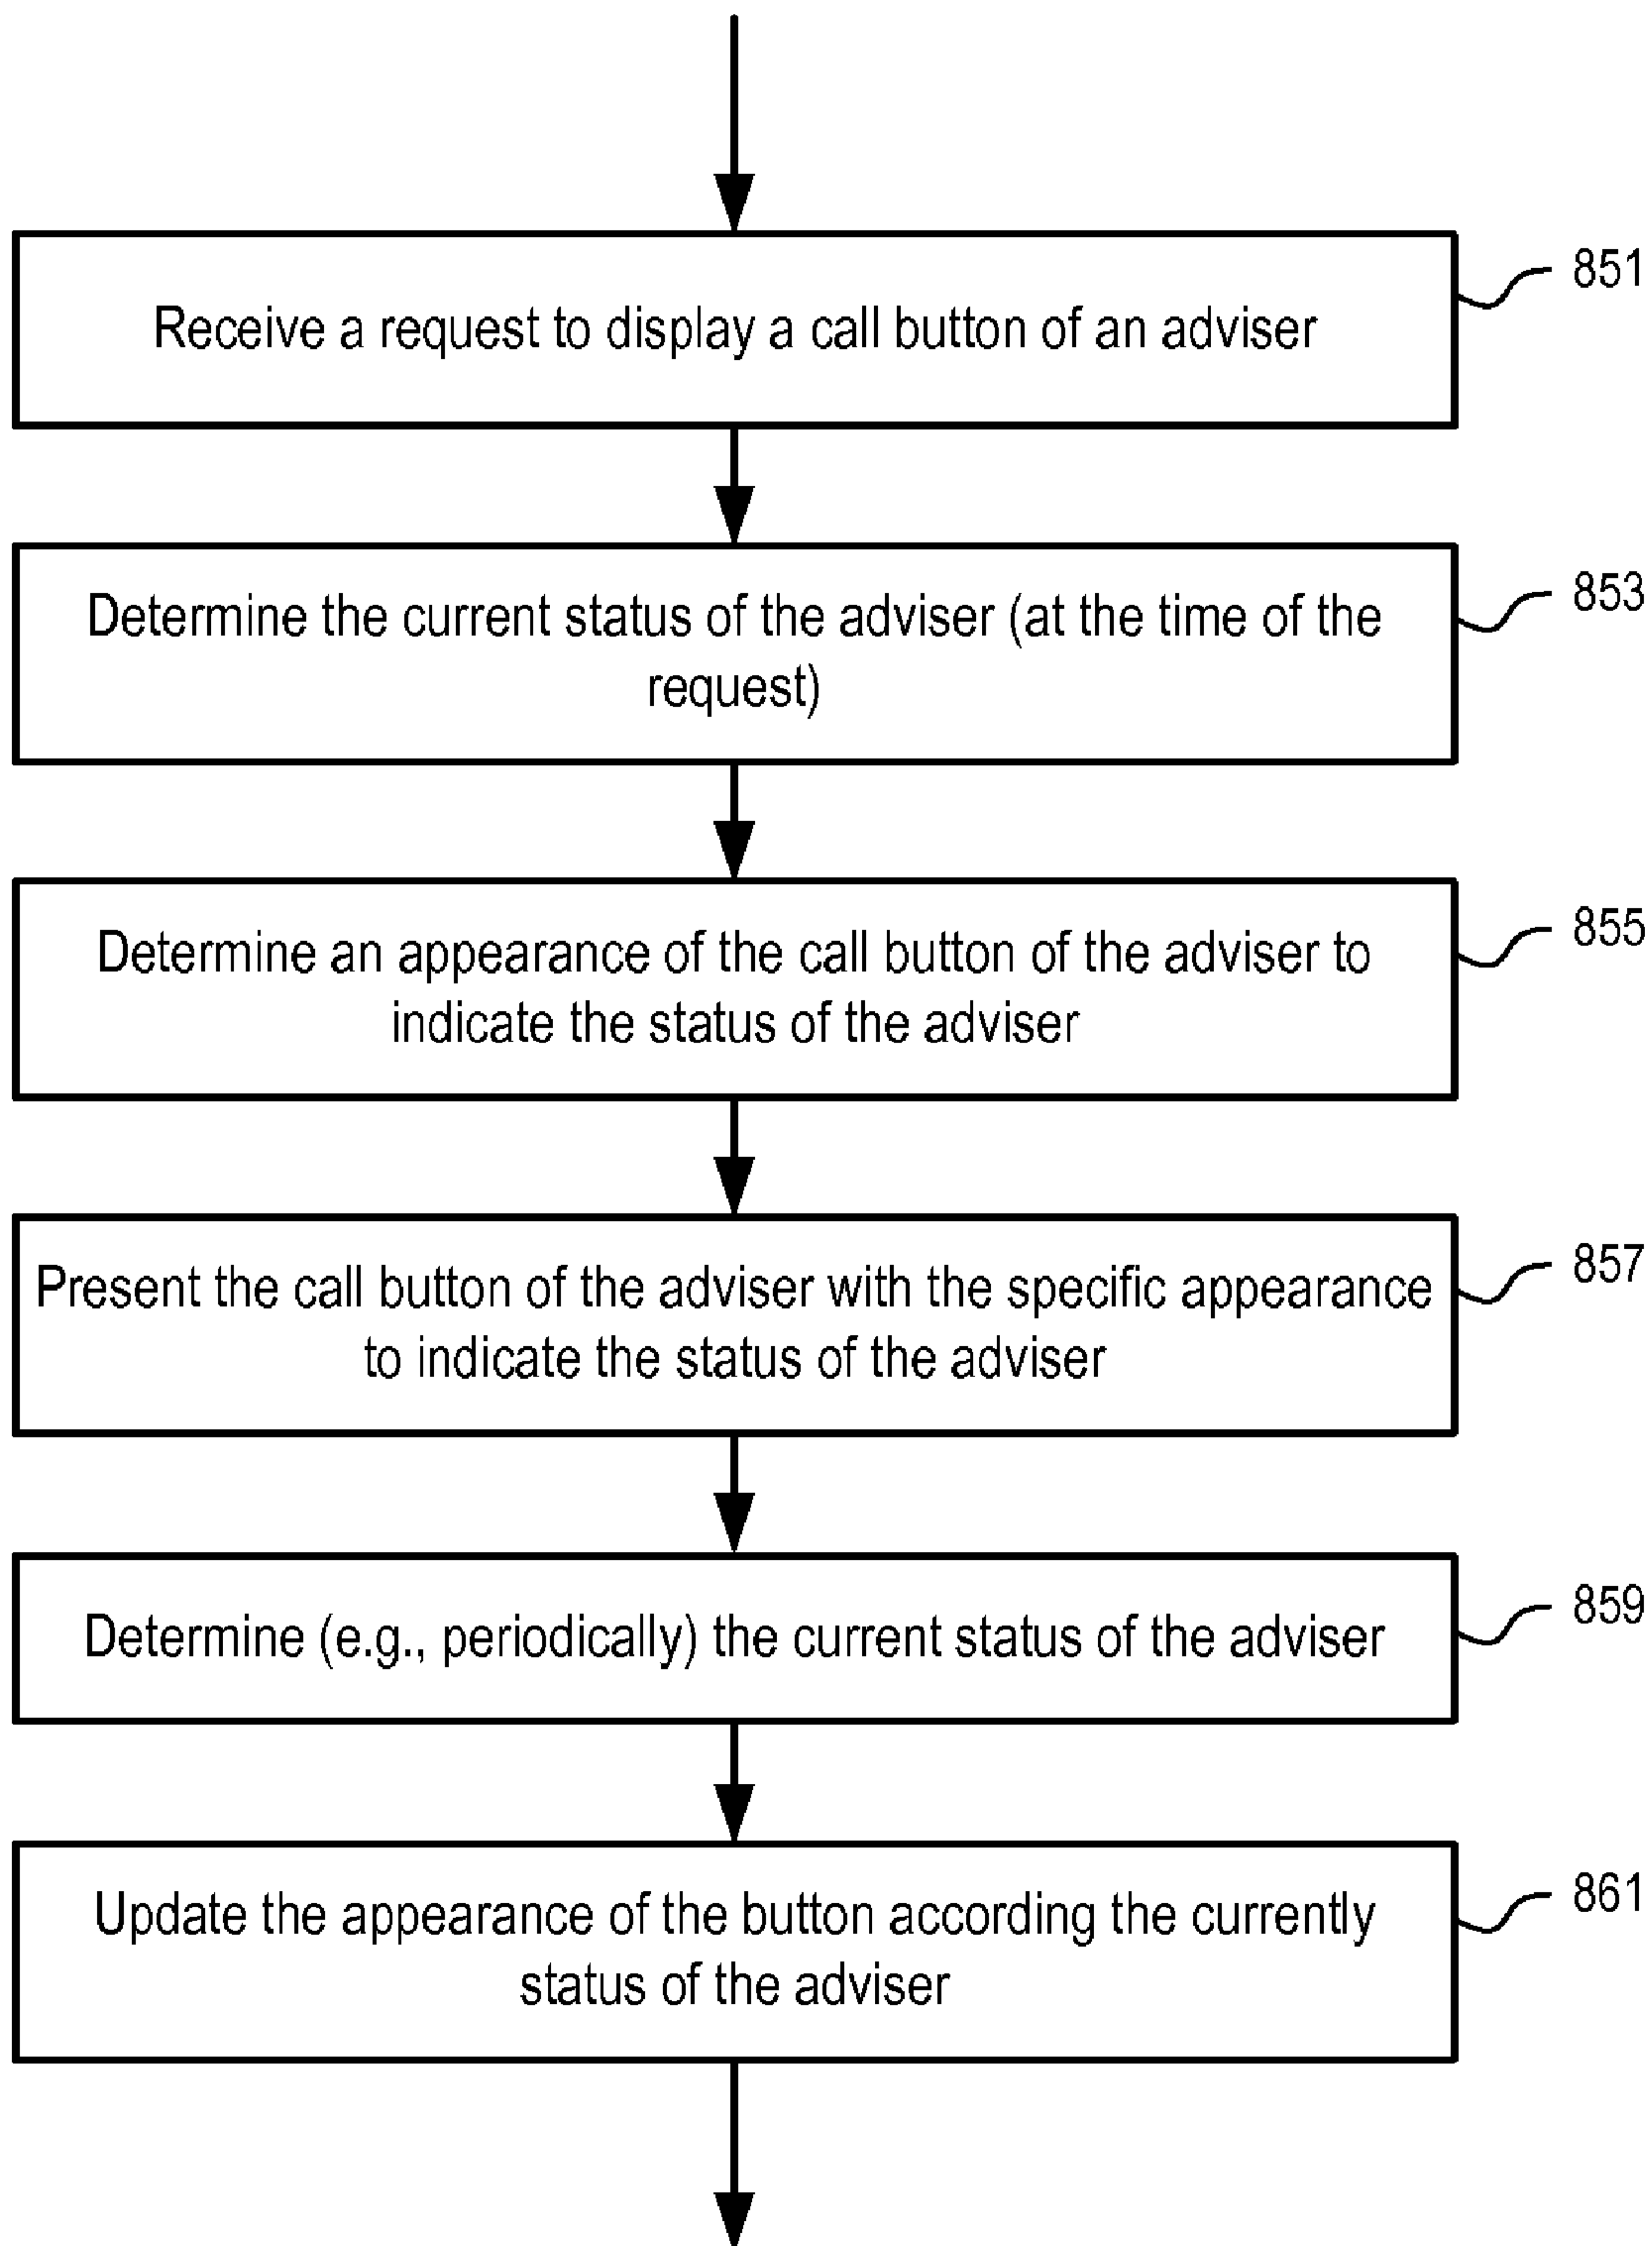 Receive a request to display a call button of an adviser
851
Determine the current status of the adviser (at the time of the
request)
853
Determine an appearance of the call button of the adviser to
indicate the status of the adviser
855
Present the call button of the adviser with the specific appearance
to indicate the status of the adviser
857
Determine (e.g., periodically) the current status of the adviser
859
Update the appearance of the button according the currently
status of the adviser
861